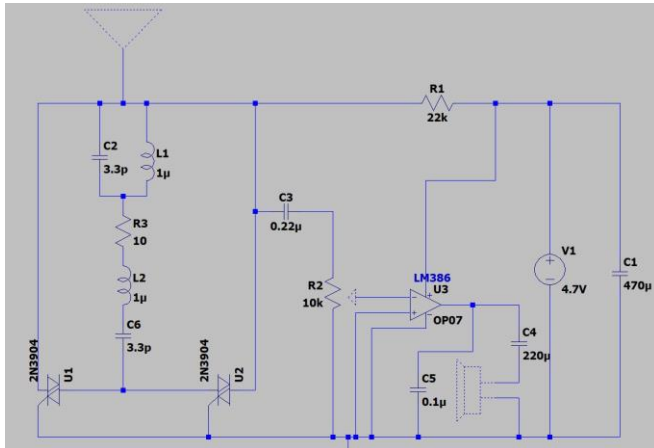 R1
22k
C2
3.3p
L1
1µ
C3
0.22µ
R3
10
R2
10k
LM386
U3
OP07
V1
4.7V
C1
470µ
L2
1µ
C6
3.3p
C4
220µ
C5
0.1µ
2N3904
U1
2N3904
U2